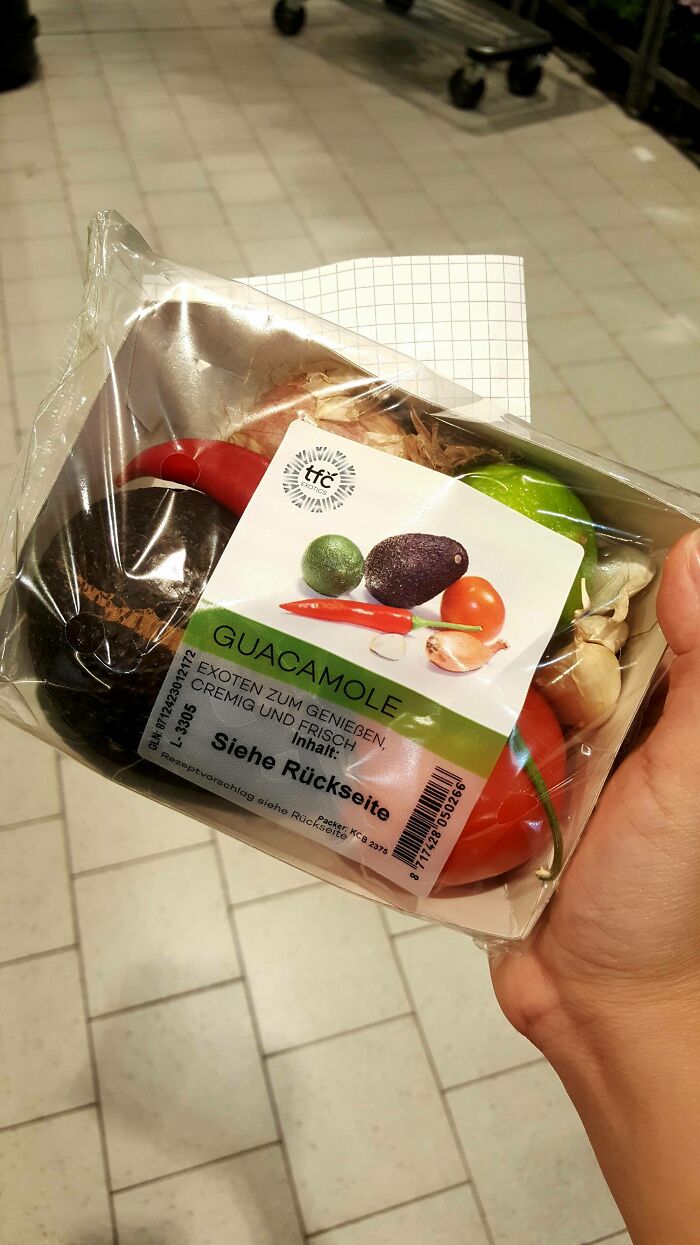 tfč
EXOTICS
GUACAMOLE
EXOTEN ZUM GENIEßEN,
CREMIG UND FRISCH
Inhalt:
Siehe Rückseite
Rezeptvorschlag siehe Rückseite
Packer: KCB 2375
GLN: 8712423012172
L-3305
8 717428 050266